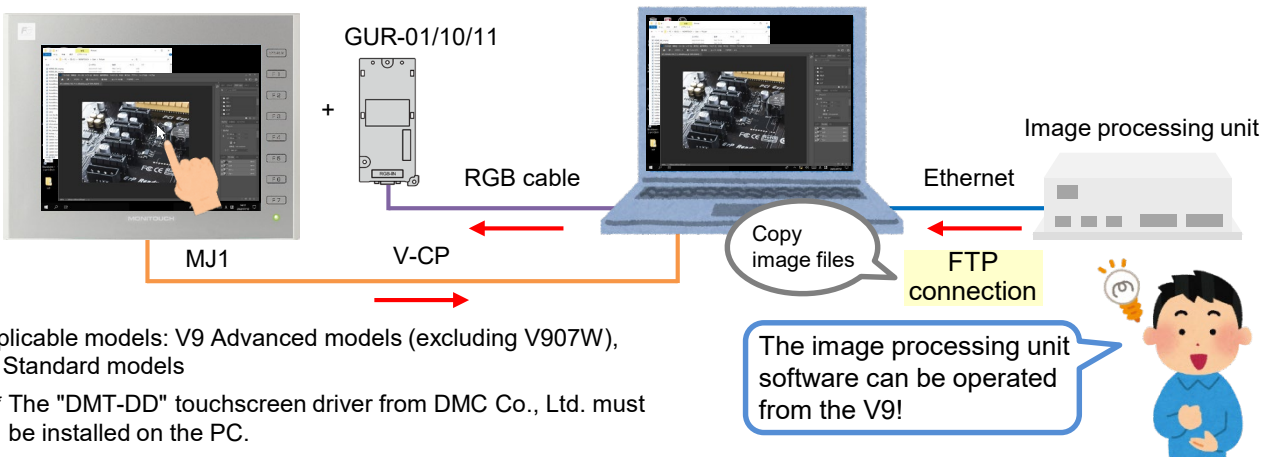 GUR-01/10/11
+
RGB-IN
RGB cable
Ethernet
Image processing unit
MONITOUCH
MJ1
V-CP
Copy
image files
FTP
connection
plicable models: V9 Advanced models (excluding V907W),
Standard models
* The "DMT-DD" touchscreen driver from DMC Co., Ltd. must
be installed on the PC.
The image processing unit
software can be operated
from the V9!